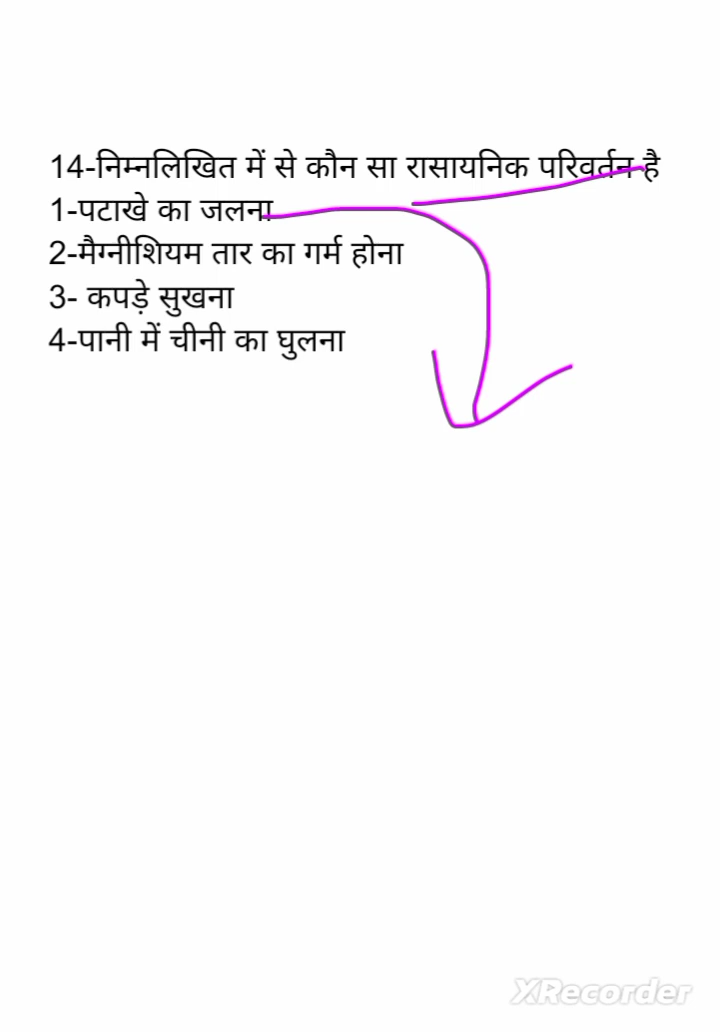 14-निम्नलिखित में से कौन सा रासायनिक परिवर्तन है
1-पटाखे का जलना
2-मैग्नीशियम तार का गर्म होना
3- कपड़े सुखना
4-पानी में चीनी का घुलना
XRecorder